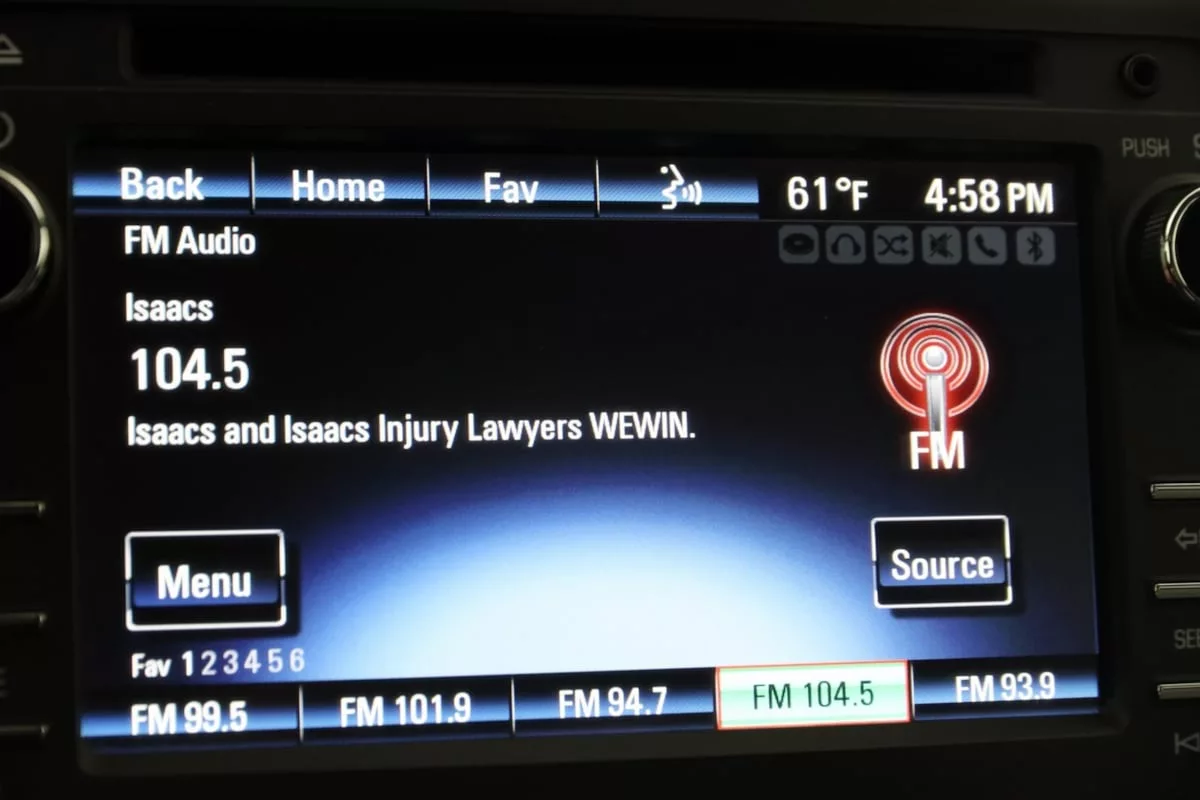 Back Home Fav 61°F 4:58 PM
PUSH
FM Audio
Isaacs
104.5
Isaacs and Isaacs Injury Lawyers WEWIN.
FM
Menu
Source
Fav 1 2 3 4 5 6
FM 99.5 FM 101.9 FM 94.7 FM 104.5 FM 93.9